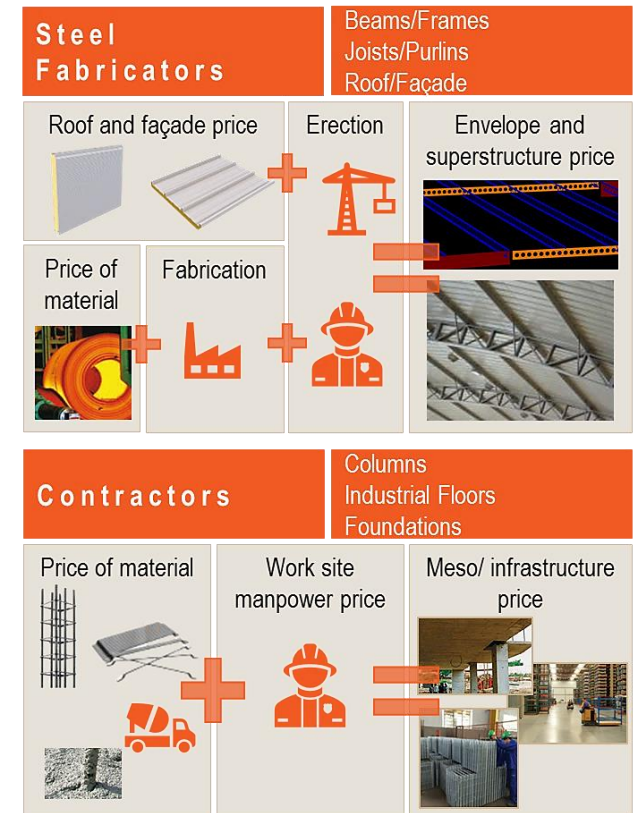 Steel
Fabricators
Beams/Frames
Joists/Purlins
Roof/Façade
Roof and façade price
Erection
Envelope and
superstructure price
Price of
material
Fabrication
Contractors
Columns
Industrial Floors
Foundations
Price of material
Work site
manpower price
Meso/ infrastructure
price